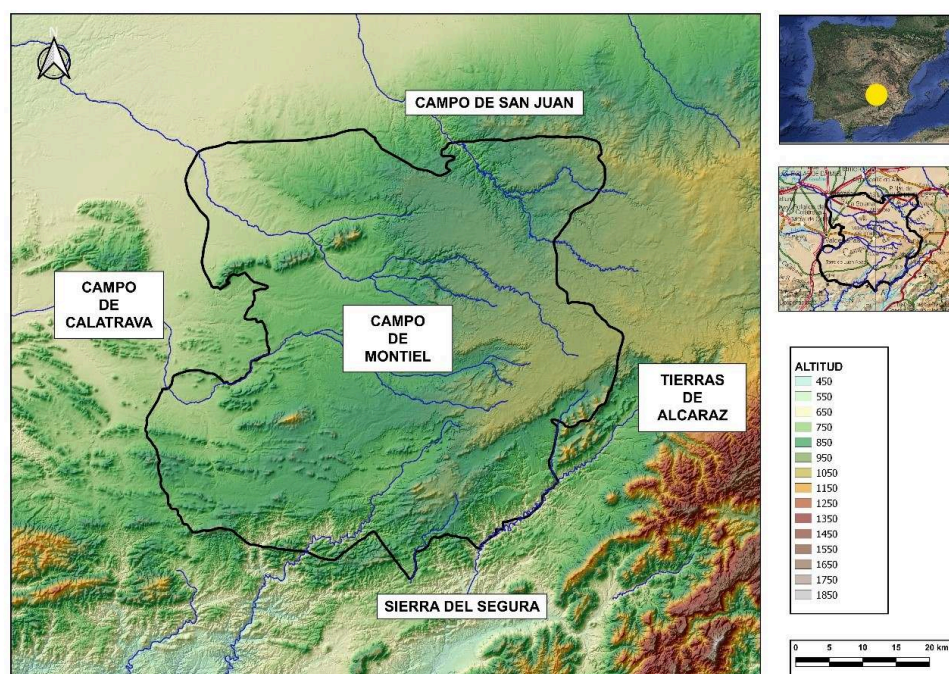 N
CAMPO DE SAN JUAN
CAMPO
DE
CALATRAVA
CAMPO
DE
MONTIEL
TIERRAS
DE
ALCARAZ
SIERRA DEL SEGURA
ALTITUD
450
550
650
750
850
950
1050
1150
1250
1350
1450
1550
1650
1750
1850
0 5 10 15 20 km